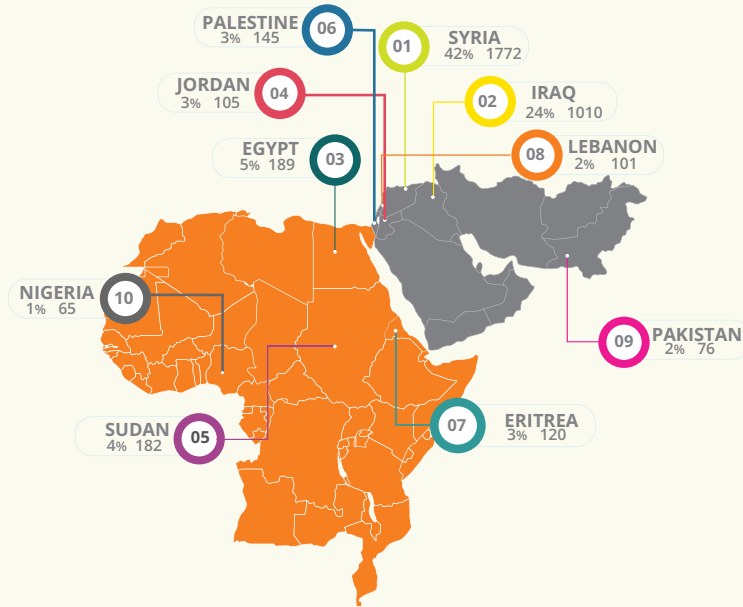 PALESTINE
3% 145
06
01
SYRIA
42% 1772
JORDAN
3% 105
04
02
IRAQ
24% 1010
EGYPT
5% 189
03
08
LEBANON
2% 101
NIGERIA
1% 65
10
09
PAKISTAN
2% 76
SUDAN
4% 182
05
07
ERITREA
3% 120